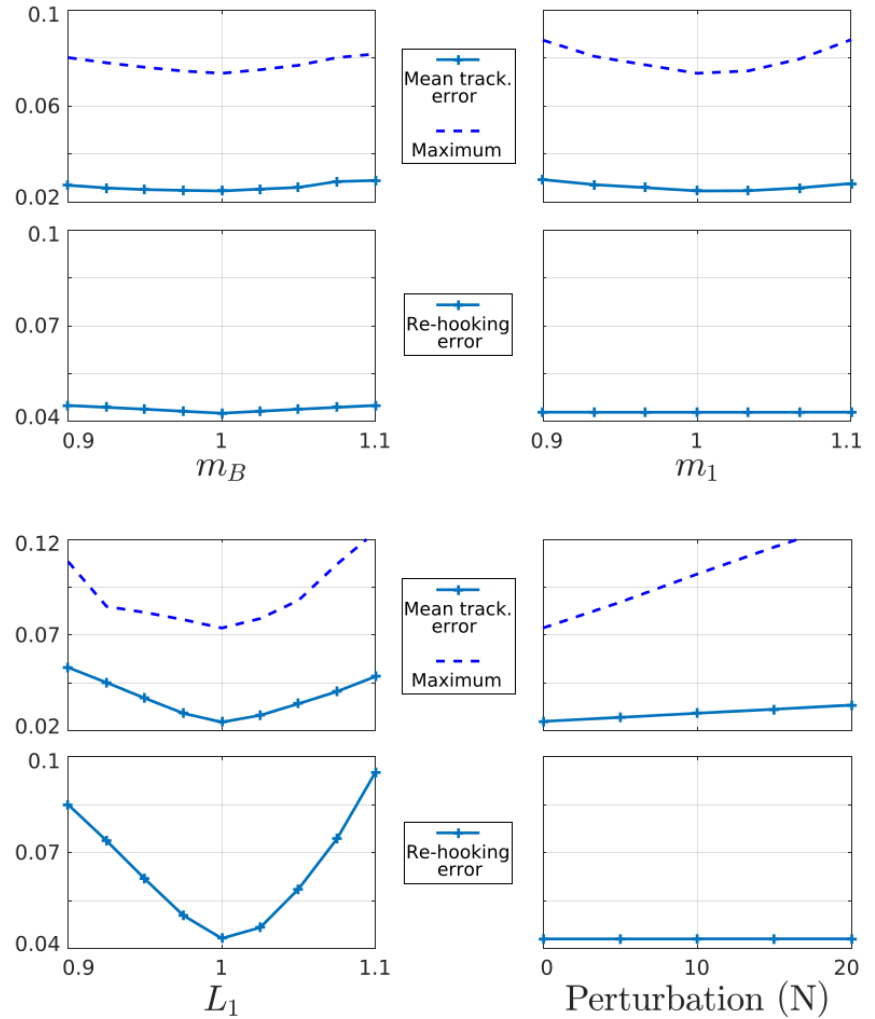 0.1
0.06
0.02
Mean track.
error
Maximum
0.1
0.07
0.04
0.9 1 1.1
m_B
Re-hooking
error
0.9 1 1.1
m_1
0.12
0.07
0.02
Mean track.
error
Maximum
0.1
0.07
0.04
0.9 1 1.1
L_1
Re-hooking
error
0 10 20
Perturbation (N)